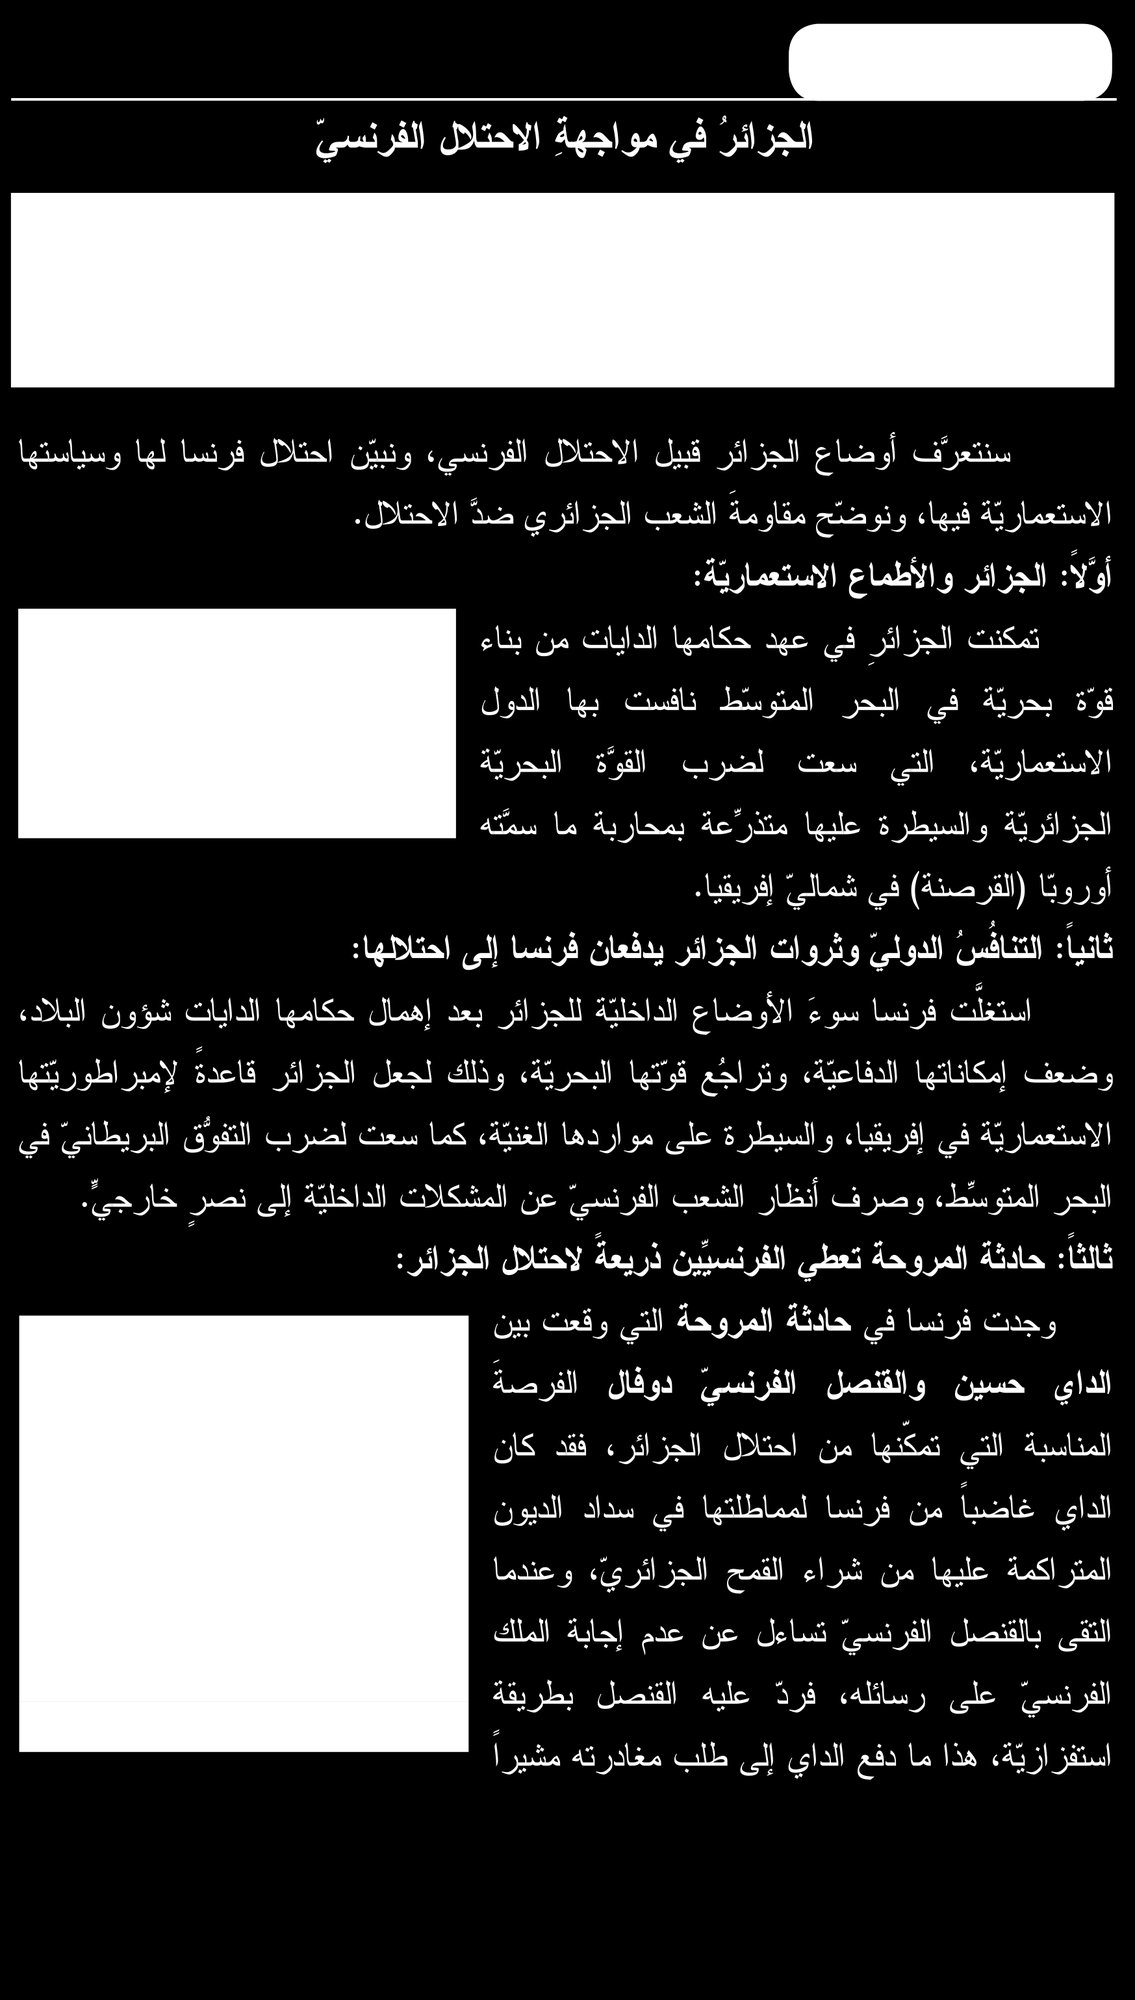 الجزائرُ في مواجهةِ الاحتلال الفرنسيّ
سنتعرَّف أوضاع الجزائر قبيل الاحتلال الفرنسي، ونبيّن احتلال فرنسا لها وسياستها
الاستعماريّة فيها، ونوضّح مقاومةَ الشعب الجزائري ضدَّ الاحتلال.
أوَّلاً: الجزائر والأطماع الاستعماريّة:
تمكنت الجزائرِ في عهد حكامها الدايات من بناء
قوّة بحريّة في البحر المتوسّط نافست بها الدول
الاستعماريّة، التي سعت لضرب القوَّة البحريّة
الجزائريّة والسيطرة عليها متذرِّعة بمحاربة ما سمَّته
أوروبّا (القرصنة) في شماليّ إفريقيا.
ثانياً: التنافُسُ الدوليّ وثروات الجزائر يدفعان فرنسا إلى احتلالها:
استغلَّت فرنسا سوءَ الأوضاع الداخليّة للجزائر بعد إهمال حكامها الدايات شؤون البلاد،
وضعف إمكاناتها الدفاعيّة، وتراجُع قوّتها البحريّة، وذلك لجعل الجزائر قاعدةً لإمبراطوريّتها
الاستعماريّة في إفريقيا، والسيطرة على مواردها الغنيّة، كما سعت لضرب التفوُّق البريطانيّ في
البحر المتوسِّط، وصرف أنظار الشعب الفرنسيّ عن المشكلات الداخليّة إلى نصرٍ خارجيٍّ.
ثالثاً: حادثة المروحة تعطي الفرنسيِّين ذريعةً لاحتلال الجزائر:
وجدت فرنسا في حادثة المروحة التي وقعت بين
الداي حسين والقنصل الفرنسيّ دوفال الفرصةَ
المناسبة التي تمكّنها من احتلال الجزائر، فقد كان
الداي غاضباً من فرنسا لمماطلتها في سداد الديون
المتراكمة عليها من شراء القمح الجزائريّ، وعندما
التقى بالقنصل الفرنسيّ تساءل عن عدم إجابة الملك
الفرنسيّ على رسائله، فردّ عليه القنصل بطريقة
استفزازيّة، هذا ما دفع الداي إلى طلب مغادرته مشيراً